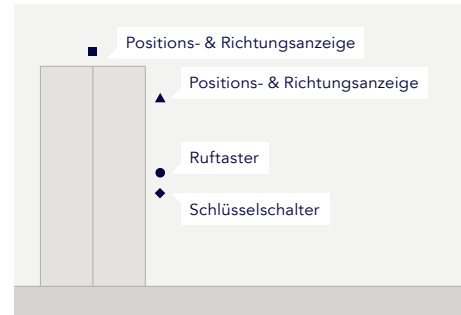 Positions- & Richtungsanzeige
Positions- & Richtungsanzeige
Ruftaster
Schlüsselschalter